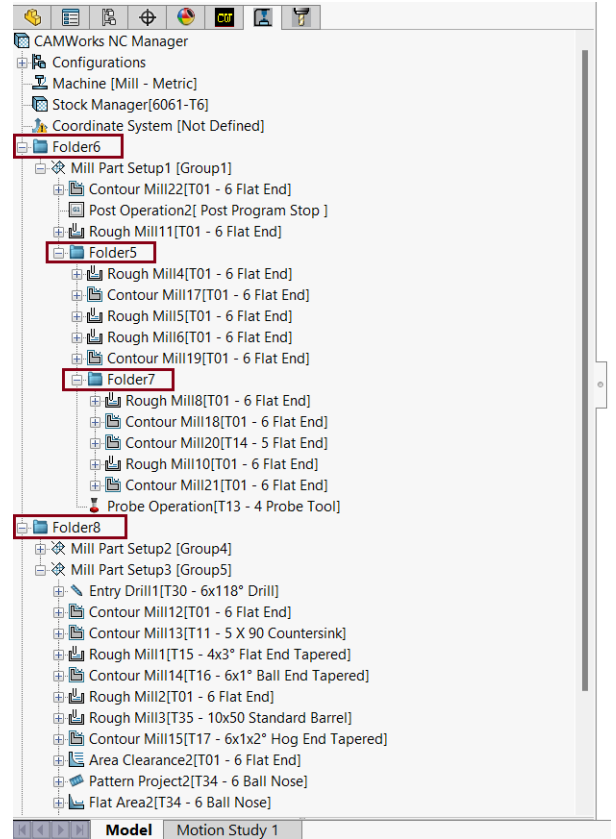 CW
CAMWorks NC Manager
Configurations
Machine [Mill - Metric]
Stock Manager[6061-T6]
Coordinate System [Not Defined]
Folder6
Mill Part Setup1 [Group1]
Contour Mill22[T01 - 6 Flat End]
Post Operation2[ Post Program Stop ]
Rough Mill11[T01 - 6 Flat End]
Folder5
Rough Mill4[T01 - 6 Flat End]
Contour Mill17[T01 - 6 Flat End]
Rough Mill5[T01 - 6 Flat End]
Rough Mill6[T01 - 6 Flat End]
Contour Mill19[T01 - 6 Flat End]
Folder7
Rough Mill8[T01 - 6 Flat End]
Contour Mill18[T01 - 6 Flat End]
Contour Mill20[T14 - 5 Flat End]
Rough Mill10[T01 - 6 Flat End]
Contour Mill21[T01 - 6 Flat End]
Probe Operation[T13 - 4 Probe Tool]
Folder8
Mill Part Setup2 [Group4]
Mill Part Setup3 [Group5]
Entry Drill1[T30 - 6x118° Drill]
Contour Mill12[T01 - 6 Flat End]
Contour Mill13[T11 - 5 X 90 Countersink]
Rough Mill1[T15 - 4x3° Flat End Tapered]
Contour Mill14[T16 - 6x1° Ball End Tapered]
Rough Mill2[T01 - 6 Flat End]
Rough Mill3[T35 - 10x50 Standard Barrel]
Contour Mill15[T17 - 6x1x2° Hog End Tapered]
Area Clearance2[T01 - 6 Flat End]
Pattern Project2[T34 - 6 Ball Nose]
Flat Area2[T34 - 6 Ball Nose]
Model Motion Study 1